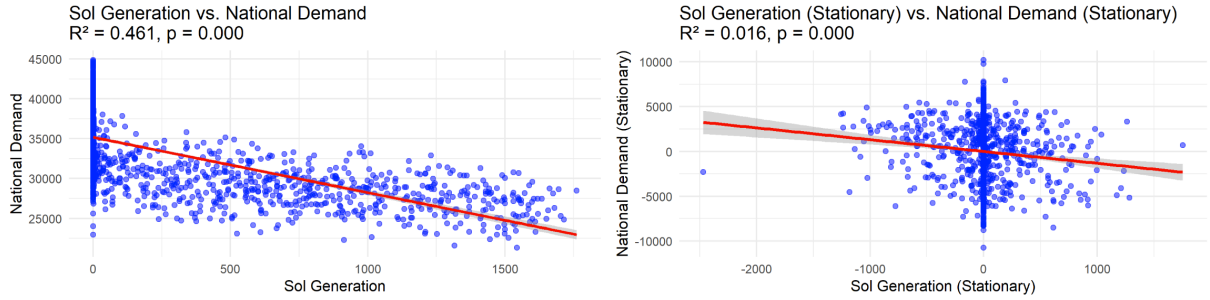 Sol Generation vs. National Demand
R² = 0.461, p = 0.000
45000
40000
35000
30000
25000
National Demand
0
500
1000
1500
Sol Generation
Sol Generation (Stationary) vs. National Demand (Stationary)
R² = 0.016, p = 0.000
10000
5000
0
-5000
-10000
National Demand (Stationary)
-2000
-1000
0
1000
Sol Generation (Stationary)